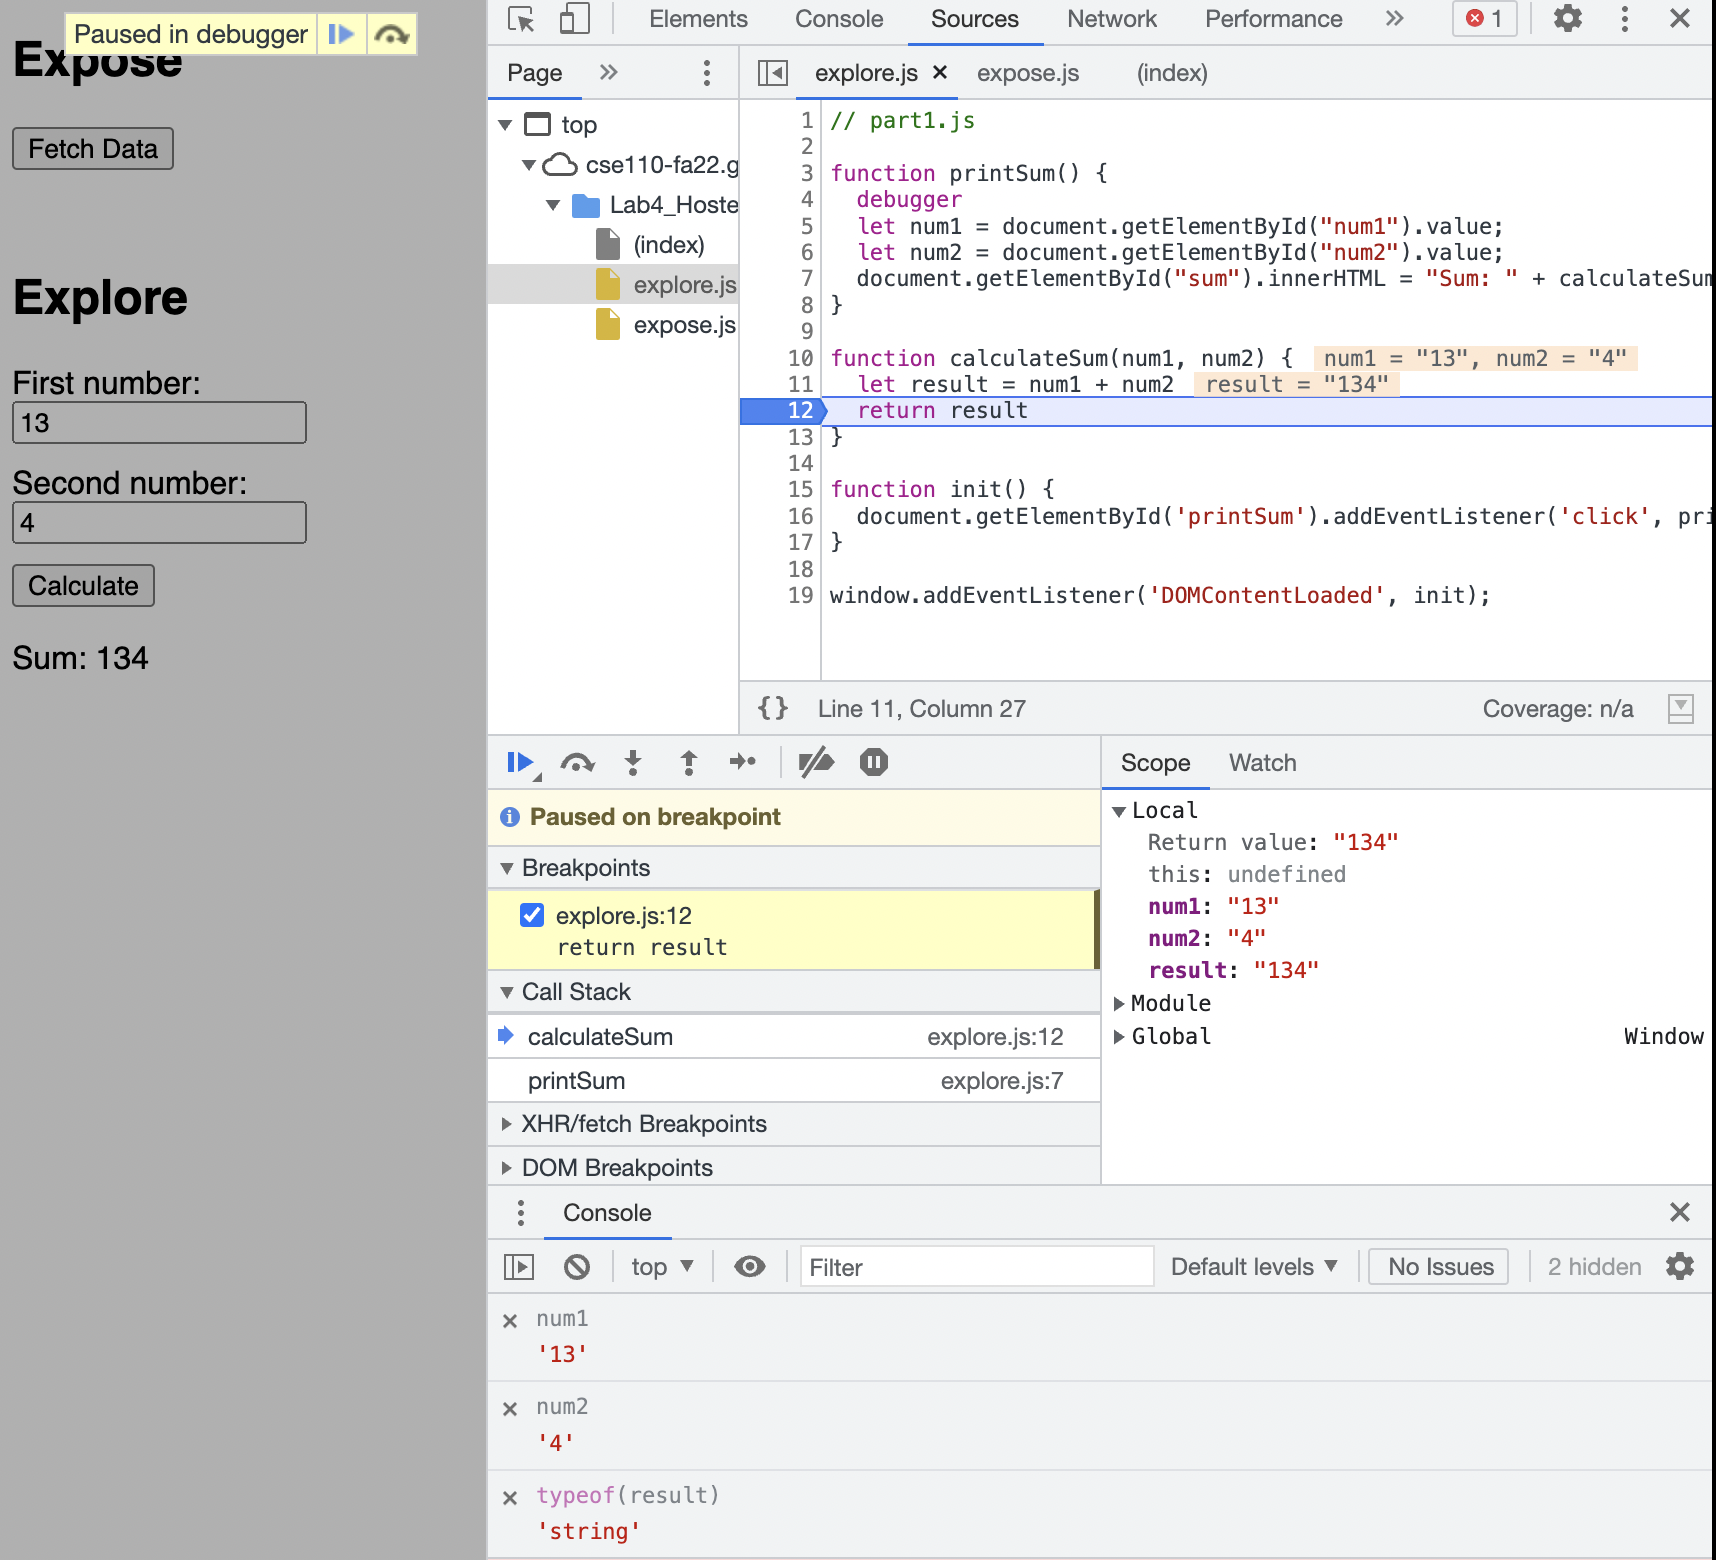 Paused in debugger
Expose
Fetch Data
Explore
First number:
13
Second number:
4
Calculate
Sum: 134
Elements Console Sources Network Performance 1
Page
explore.js expose.js (index)
top
cse110-fa22.g
Lab4_Hoste
(index)
explore.js
expose.js
1 // part1.js
2
3 function printSum() {
4 debugger
5 let num1 = document.getElementById("num1").value;
6 let num2 = document.getElementById("num2").value;
7 document.getElementById("sum").innerHTML = "Sum: " + calculateSum
8 }
9
10 function calculateSum(num1, num2) { num1 = "13", num2 = "4"
11 let result = num1 + num2 result = "134"
12 return result
13 }
14
15 function init() {
16 document.getElementById('printSum').addEventListener('click', pri
17 }
18
19 window.addEventListener('DOMContentLoaded', init);
{} Line 11, Column 27 Coverage: n/a
Paused on breakpoint
Breakpoints
explore.js:12
return result
Call Stack
calculateSum explore.js:12
printSum explore.js:7
XHR/fetch Breakpoints
DOM Breakpoints
Scope Watch
Local
Return value: "134"
this: undefined
num1: "13"
num2: "4"
result: "134"
Module
Global Window
Console
top Filter Default levels No Issues 2 hidden
num1
'13'
num2
'4'
typeof(result)
'string'